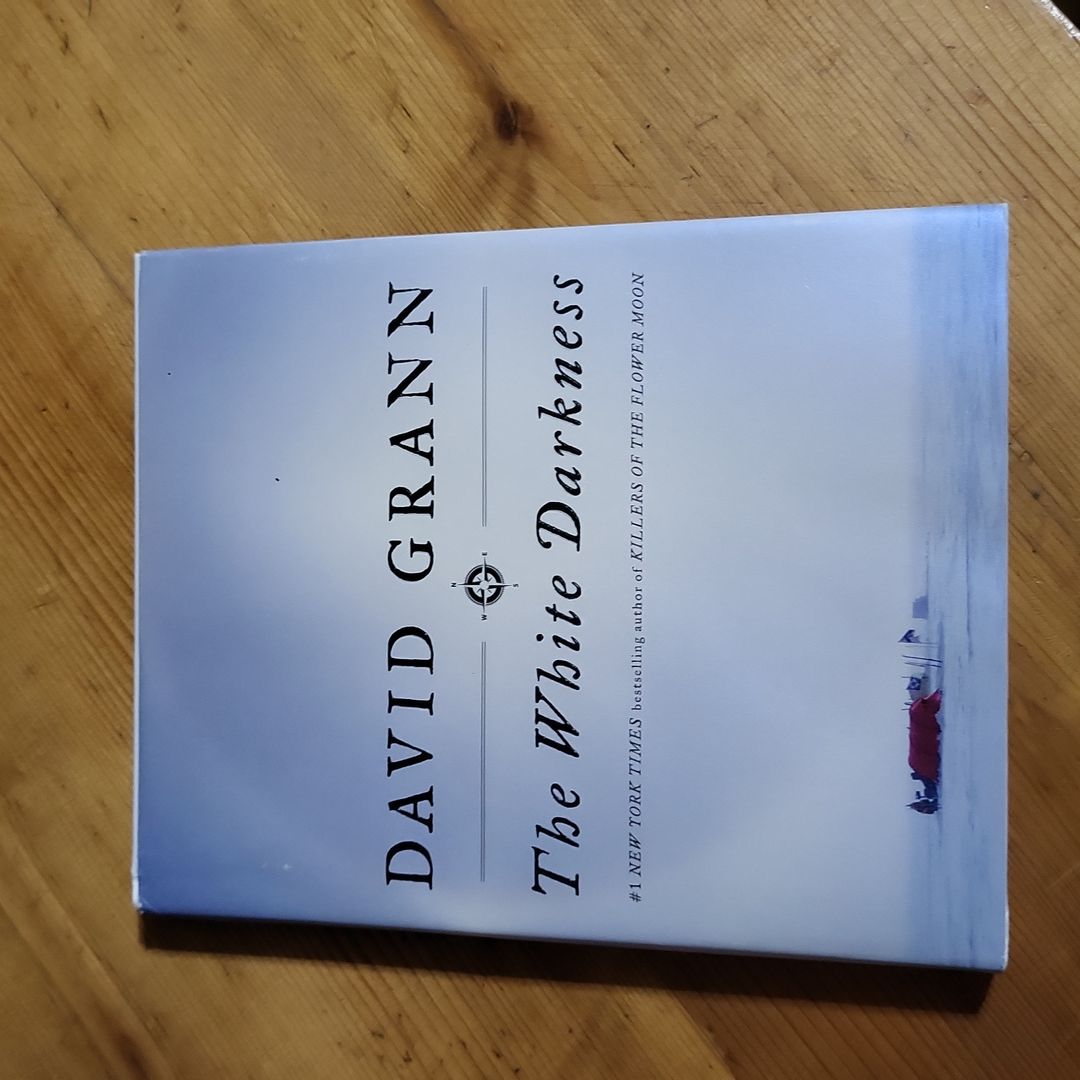 DAVID GRANN
N
W E
S
The White Darkness
#1 NEW YORK TIMES bestselling author of KILLERS OF THE FLOWER MOON